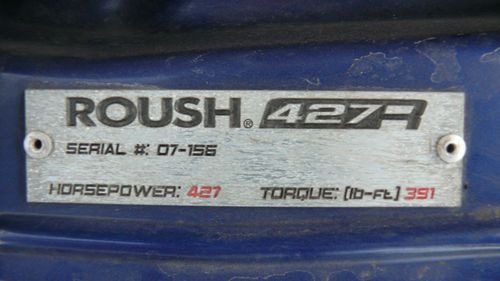 ROUSH® 427R
SERIAL #: 07-156
HORSEPOWER: 427 TORQUE: (lb-ft) 391